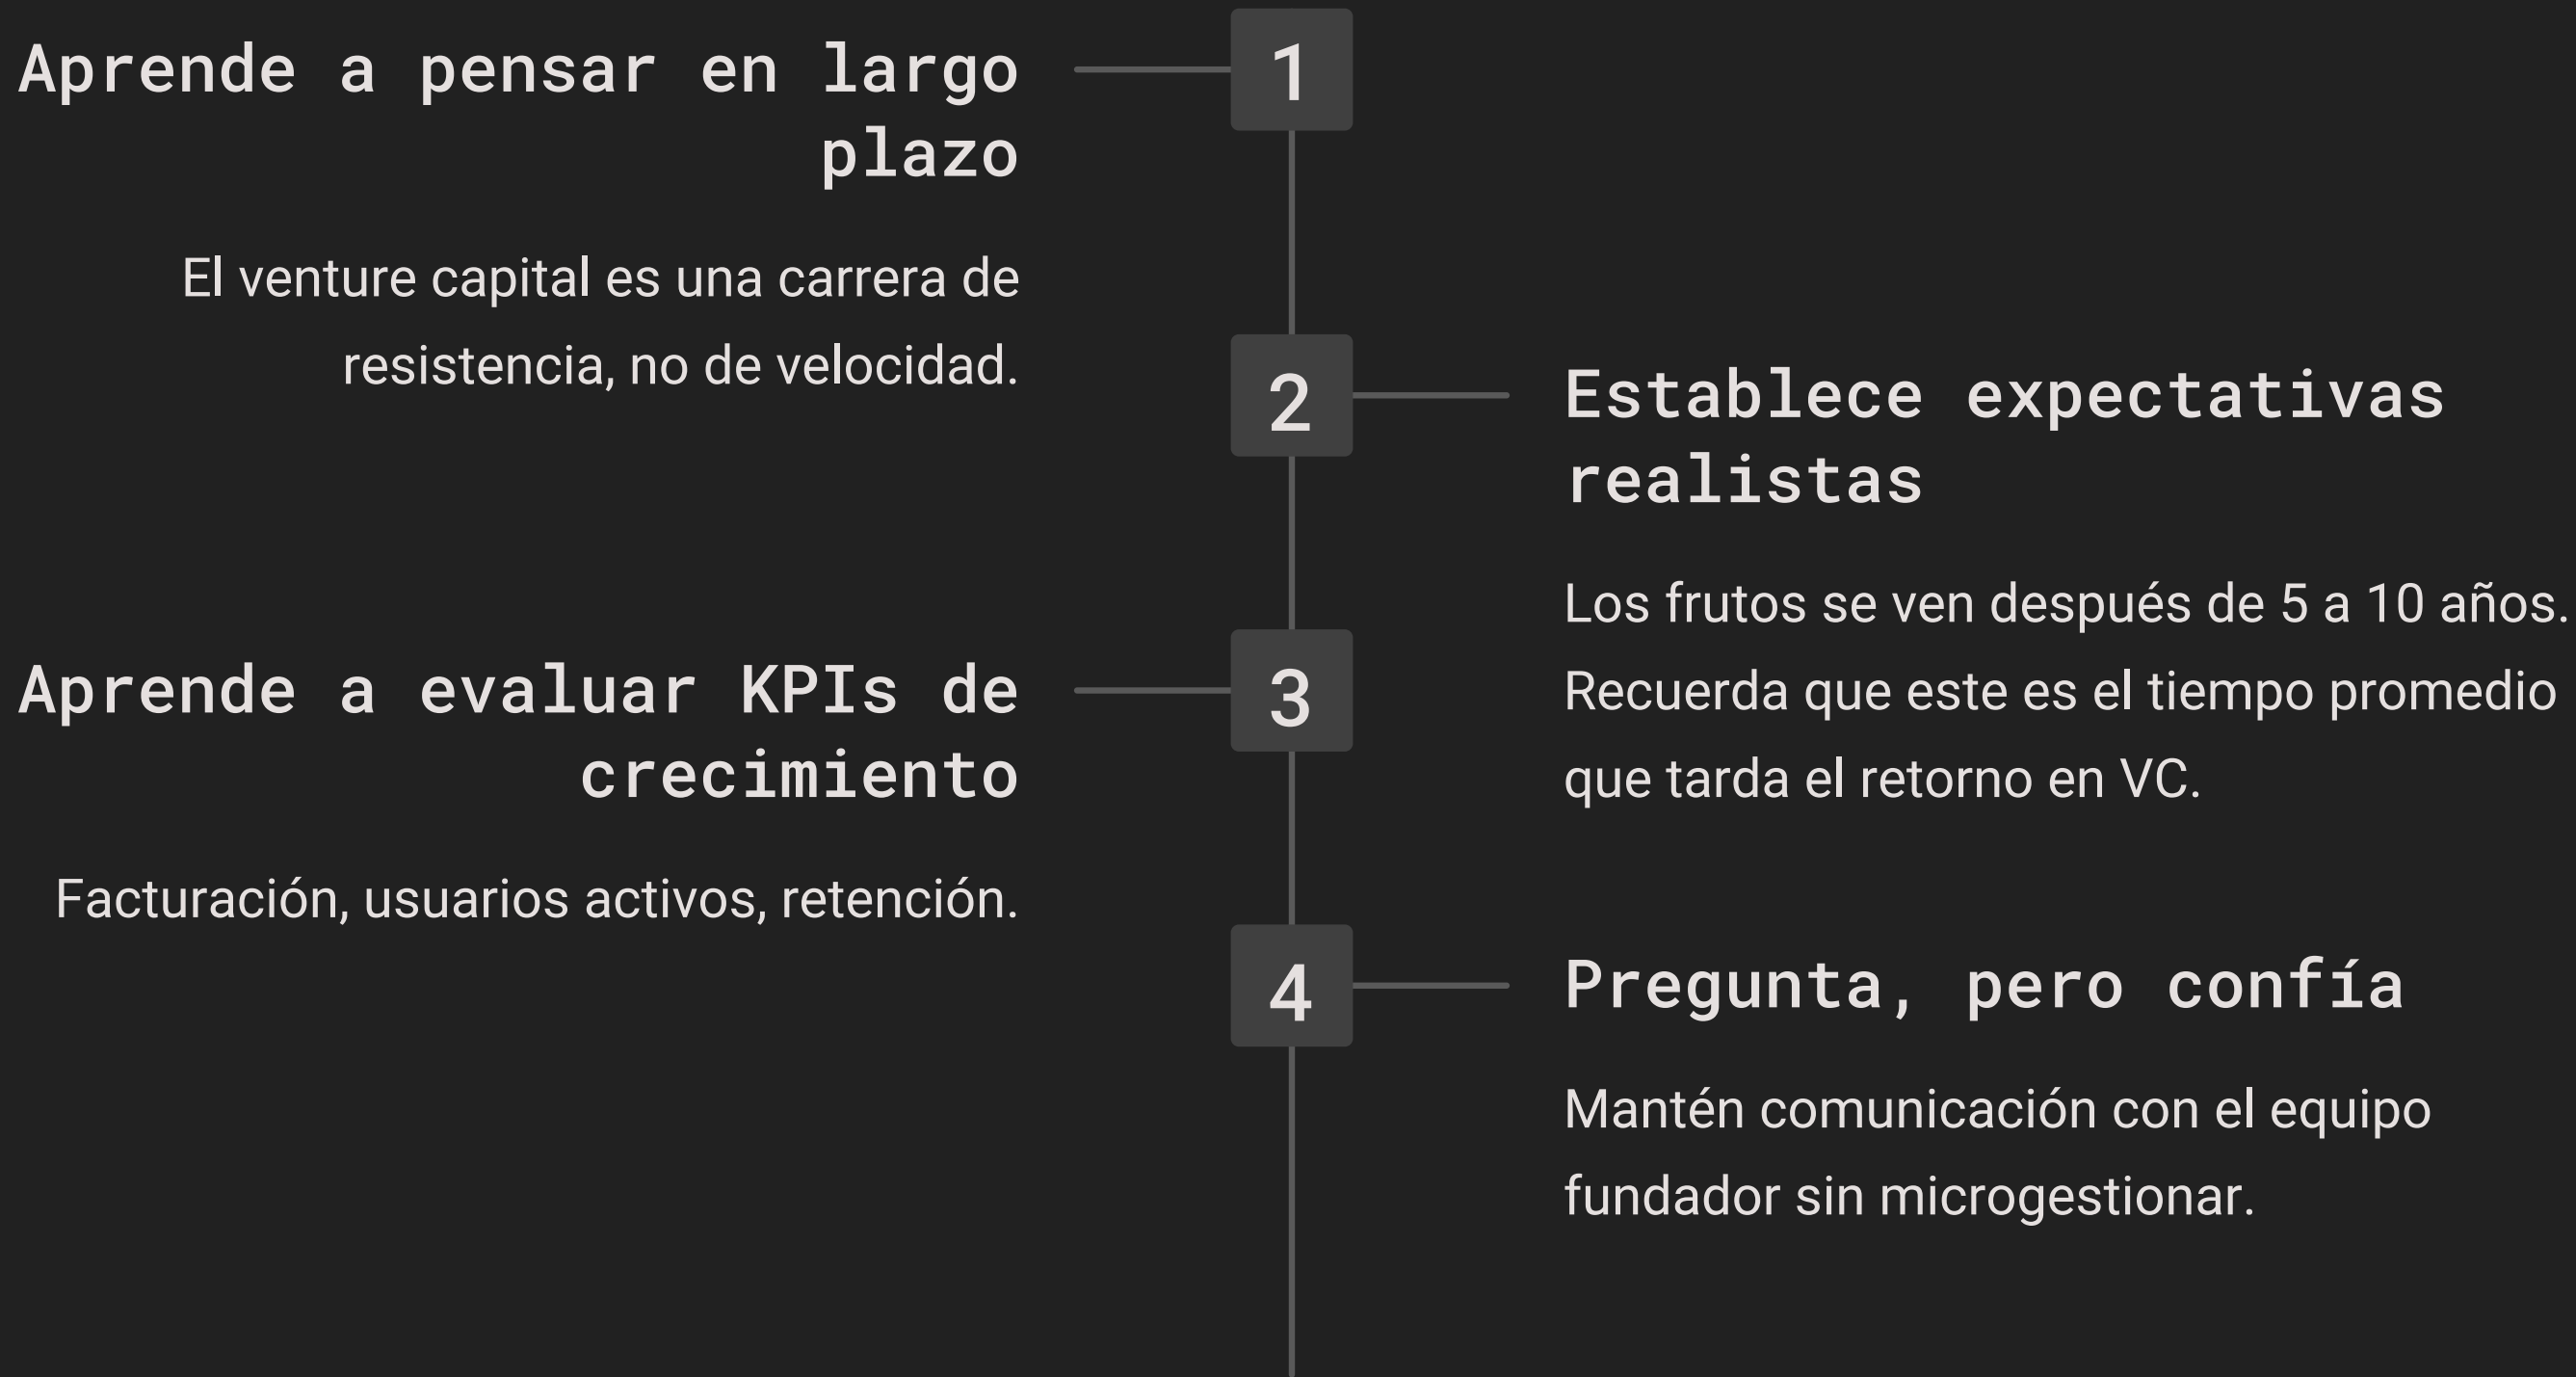 1
Aprende a pensar en largo
plazo
El venture capital es una carrera de
resistencia, no de velocidad.
2
Establece expectativas
realistas
Los frutos se ven después de 5 a 10 años.
Recuerda que este es el tiempo promedio
que tarda el retorno en VC.
3
Aprende a evaluar KPIs de
crecimiento
Facturación, usuarios activos, retención.
4
Pregunta, pero confía
Mantén comunicación con el equipo
fundador sin microgestionar.